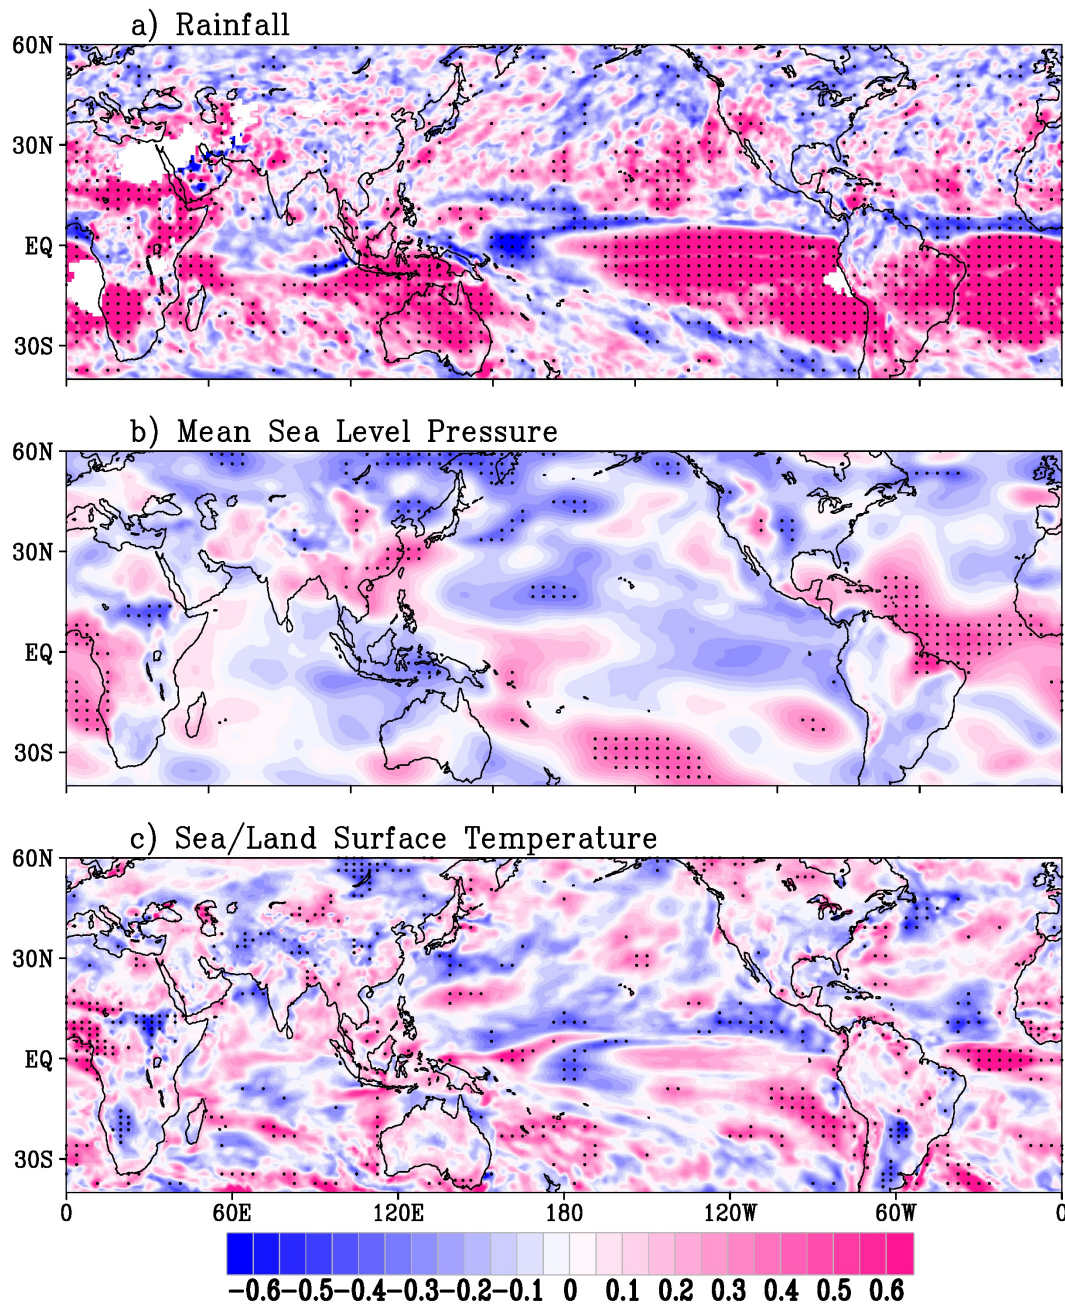 a) Rainfall
60N
30N
EQ
30S
b) Mean Sea Level Pressure
60N
30N
EQ
30S
c) Sea/Land Surface Temperature
60N
30N
EQ
30S
0 60E 120E 180 120W 60W 0
-0.6 -0.5 -0.4 -0.3 -0.2 -0.1 0 0.1 0.2 0.3 0.4 0.5 0.6